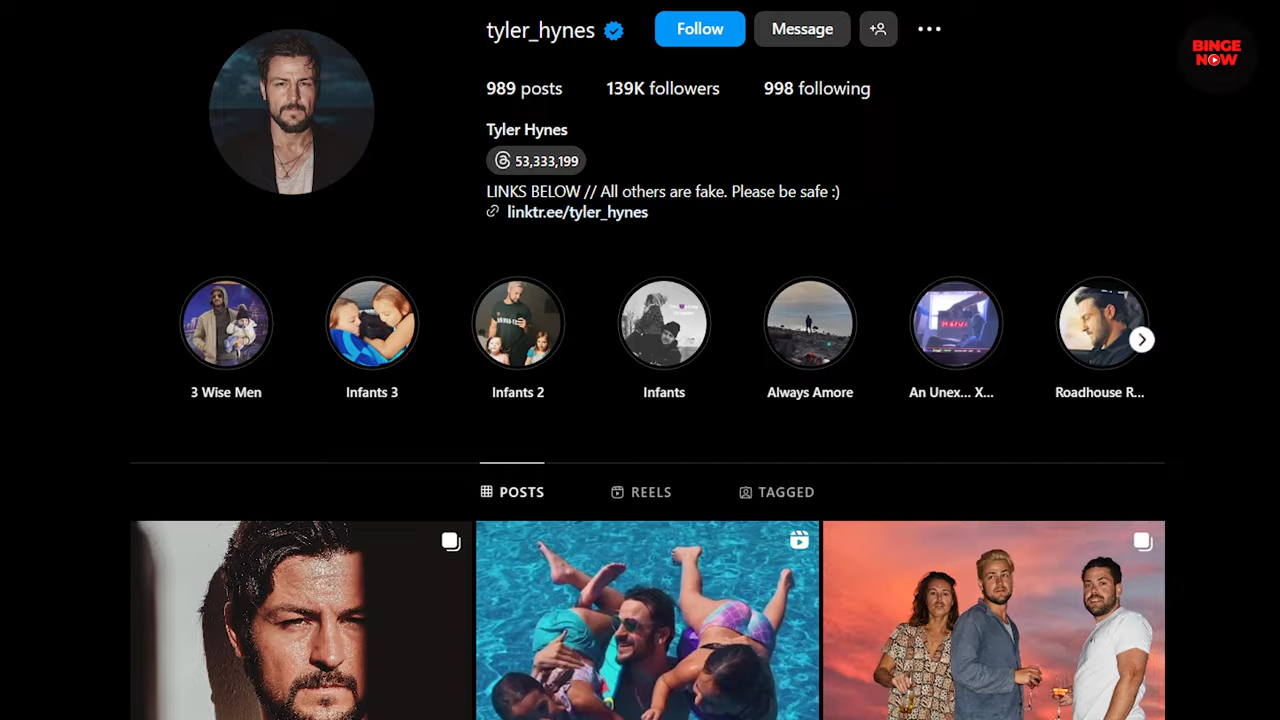 tyler_hynes
Follow
Message
989 posts
139K followers
998 following
Tyler Hynes
53,333,199
LINKS BELOW // All others are fake. Please be safe :)
linktr.ee/tyler_hynes
BINGE
NOW
3 Wise Men
Infants 3
Infants 2
Infants
Always Amore
An Unex... X...
Roadhouse R...
POSTS
REELS
TAGGED